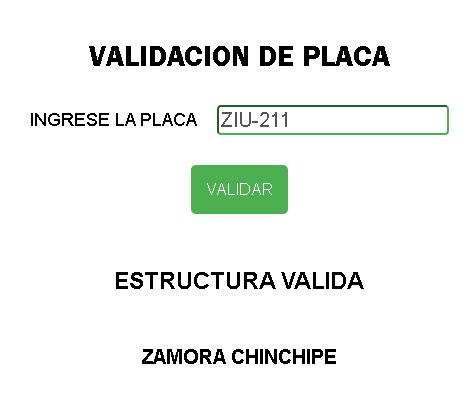 VALIDACION DE PLACA
INGRESE LA PLACA ZIU-211
VALIDAR
ESTRUCTURA VALIDA
ZAMORA CHINCHIPE